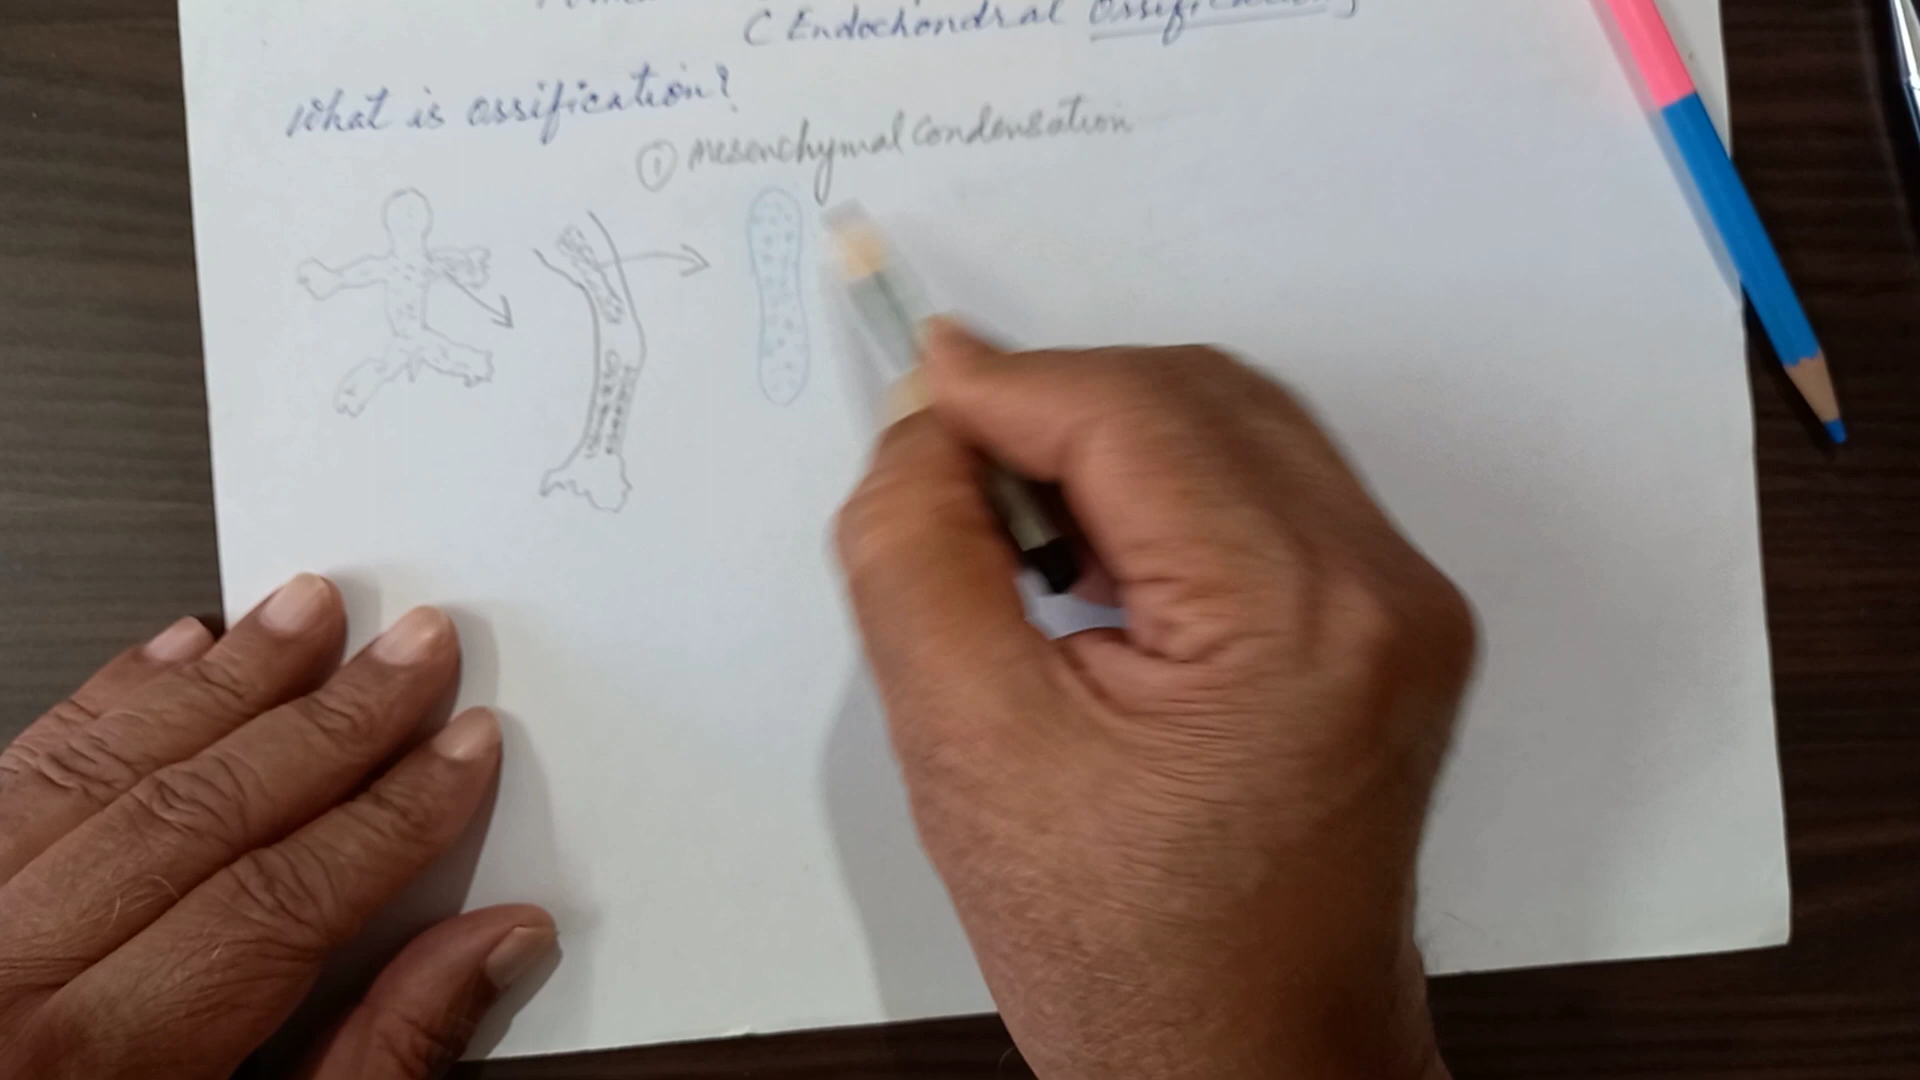 ( Endochondral Ossification)
What is ossification?
① Mesenchymal Condensation